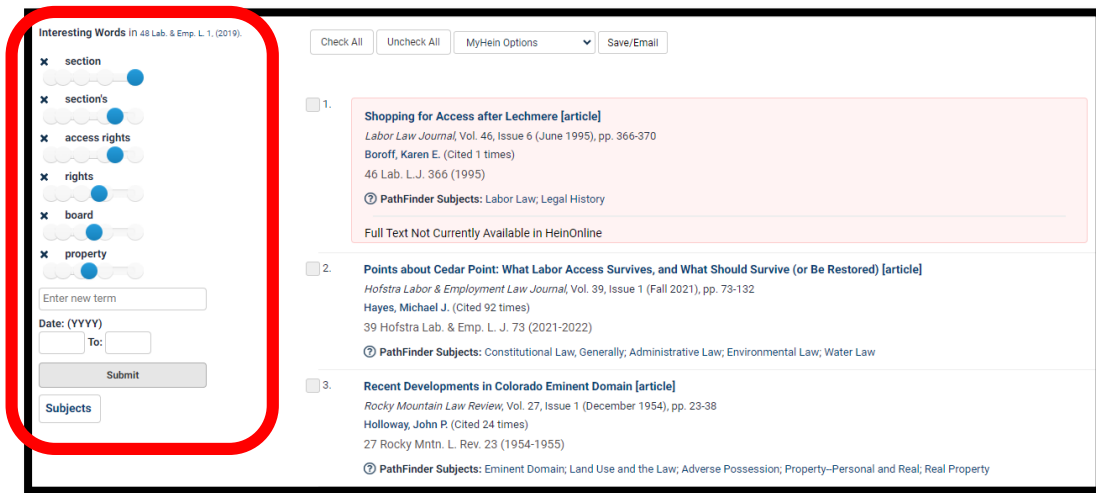 Interesting Words in 48 Lab. & Emp. L. 1, (2019).
section
section's
access rights
rights
board
property
Enter new term
Date: (YYYY)
To:
Submit
Subjects
Check All Uncheck All MyHein Options Save/Email
1.
Shopping for Access after Lechmere [article]
Labor Law Journal, Vol. 46, Issue 6 (June 1995), pp. 366-370
Boroff, Karen E. (Cited 1 times)
46 Lab. L.J. 366 (1995)
PathFinder Subjects: Labor Law; Legal History
Full Text Not Currently Available in HeinOnline
2.
Points about Cedar Point: What Labor Access Survives, and What Should Survive (or Be Restored) [article]
Hofstra Labor & Employment Law Journal, Vol. 39, Issue 1 (Fall 2021), pp. 73-132
Hayes, Michael J. (Cited 92 times)
39 Hofstra Lab. & Emp. L. J. 73 (2021-2022)
PathFinder Subjects: Constitutional Law, Generally; Administrative Law; Environmental Law; Water Law
3.
Recent Developments in Colorado Eminent Domain [article]
Rocky Mountain Law Review, Vol. 27, Issue 1 (December 1954), pp. 23-38
Holloway, John P. (Cited 24 times)
27 Rocky Mntn. L. Rev. 23 (1954-1955)
PathFinder Subjects: Eminent Domain; Land Use and the Law; Adverse Possession; Property--Personal and Real; Real Property